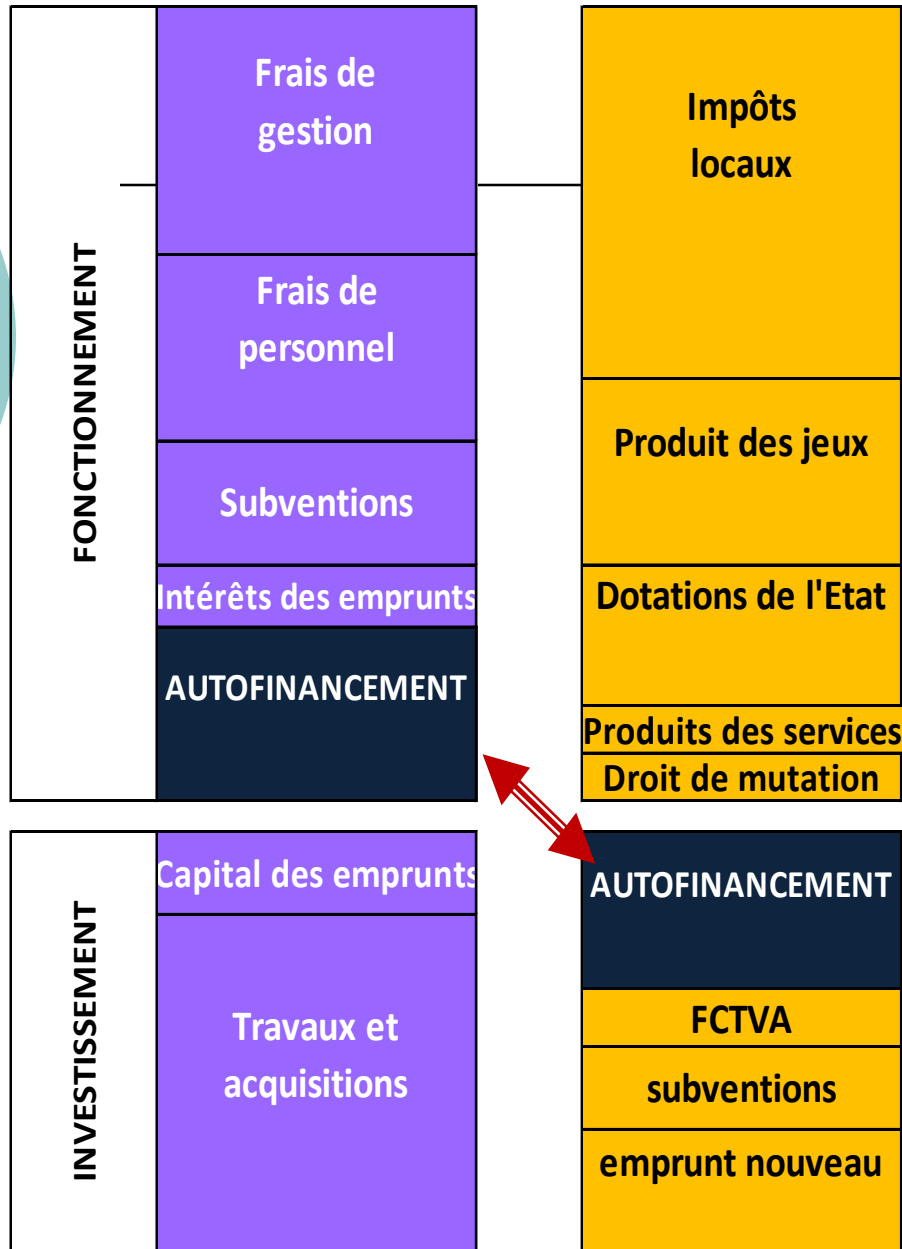 FONCTIONNEMENT
Frais de
gestion
Frais de
personnel
Subventions
Intérêts des emprunts
AUTOFINANCEMENT
Impôts
locaux
Produit des jeux
Dotations de l'Etat
Produits des services
Droit de mutation
INVESTISSEMENT
Capital des emprunts
Travaux et
acquisitions
AUTOFINANCEMENT
FCTVA
subventions
emprunt nouveau